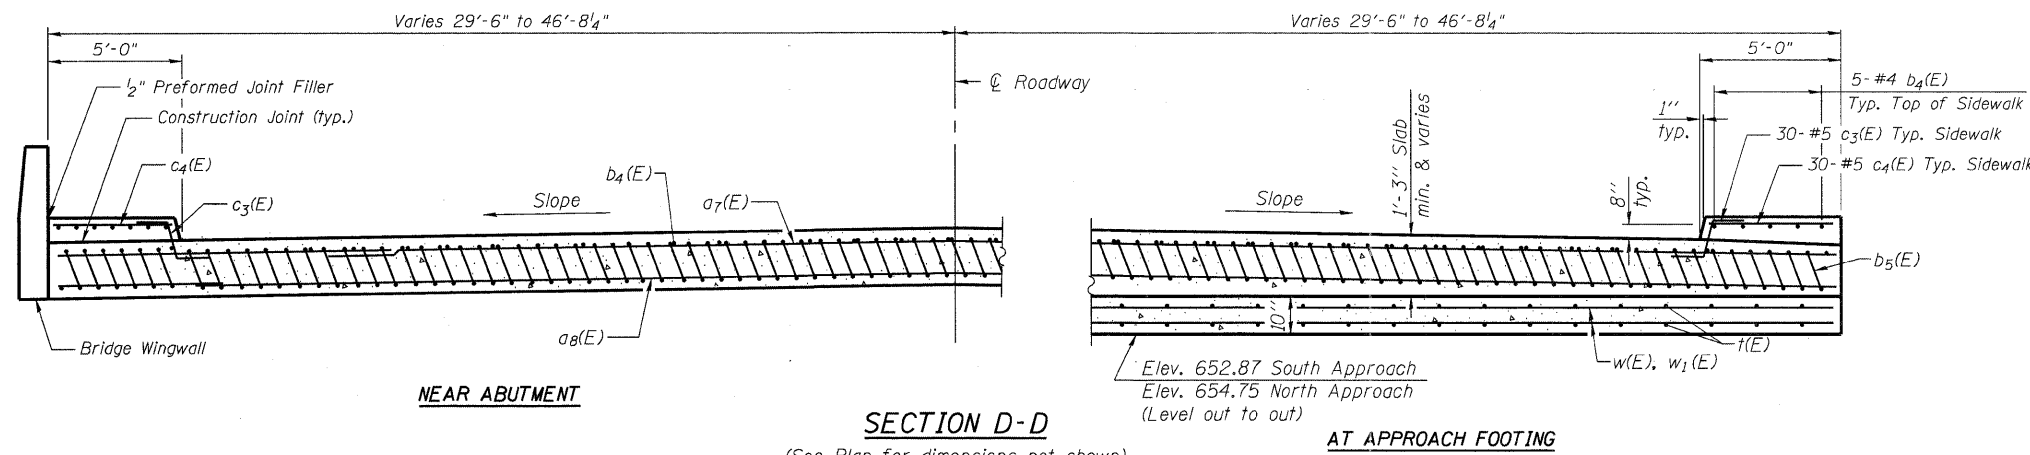 Varies 29'-6" to 46'-8¼"
Varies 29'-6" to 46'-8¼"
5'-0"
5'-0"
½" Preformed Joint Filler
Construction Joint (typ.)
℄ Roadway
5-#4 b4(E)
Typ. Top of Sidewalk
1"
typ.
30-#5 c3(E) Typ. Sidewalk
30-#5 c4(E) Typ. Sidewalk
1'-3" Slab
min. & varies
c4(E)
b4(E)
a7(E)
c3(E)
Slope
Slope
8"
typ.
b5(E)
10"
a8(E)
Bridge Wingwall
t(E)
w(E), w1(E)
Elev. 652.87 South Approach
Elev. 654.75 North Approach
(Level out to out)
NEAR ABUTMENT
SECTION D-D
AT APPROACH FOOTING
(See Plan for dimensions not shown)